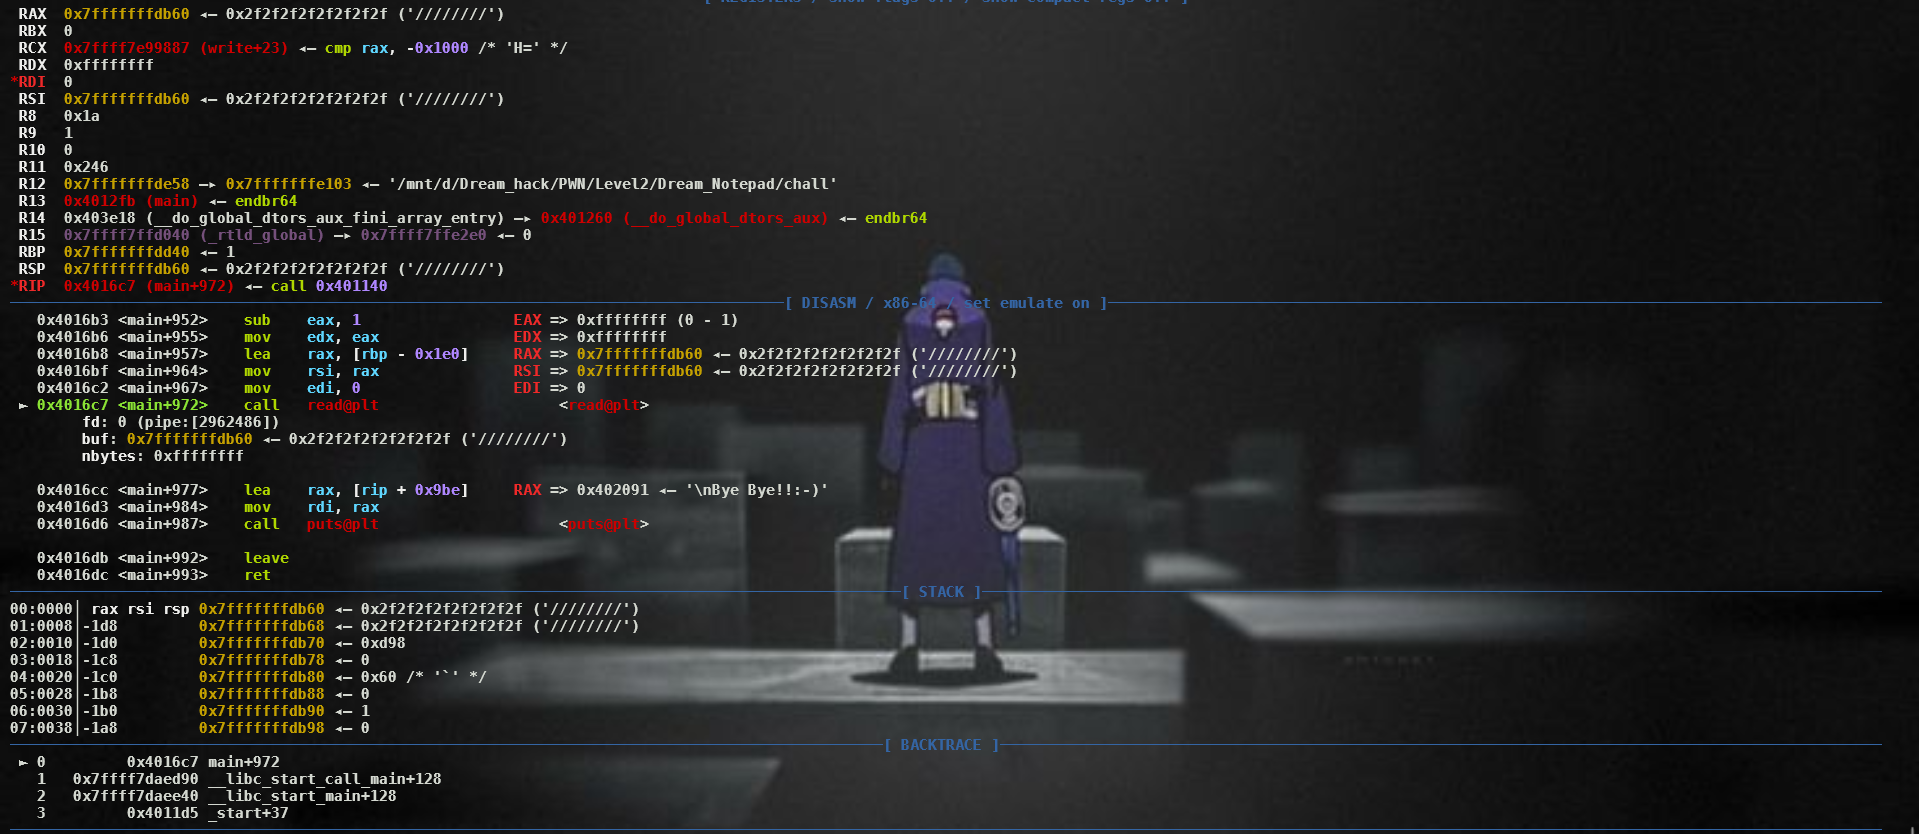 [ REGISTERS / show-flags off / show-compact-regs off ]
RAX 0x7fffffffdb60 ◂— 0x2f2f2f2f2f2f2f2f ('////////')
RBX 0
RCX 0x7ffff7e99887 (write+23) ◂— cmp rax, -0x1000 /* 'H=' */
RDX 0xffffffff
*RDI 0
RSI 0x7fffffffdb60 ◂— 0x2f2f2f2f2f2f2f2f ('////////')
R8 0x1a
R9 1
R10 0
R11 0x246
R12 0x7fffffffde58 —▸ 0x7fffffffe103 ◂— '/mnt/d/Dream_hack/PWN/Level2/Dream_Notepad/chall'
R13 0x4012fb (main) ◂— endbr64
R14 0x403e18 (__do_global_dtors_aux_fini_array_entry) —▸ 0x401260 (__do_global_dtors_aux) ◂— endbr64
R15 0x7ffff7ffd040 (_rtld_global) —▸ 0x7ffff7ffe2e0 ◂— 0
RBP 0x7fffffffdd40 ◂— 1
RSP 0x7fffffffdb60 ◂— 0x2f2f2f2f2f2f2f2f ('////////')
*RIP 0x4016c7 (main+972) ◂— call 0x401140
[ DISASM / x86-64 / set emulate on ]
0x4016b3 <main+952> sub eax, 1 EAX => 0xffffffff (0 - 1)
0x4016b6 <main+955> mov edx, eax EDX => 0xffffffff
0x4016b8 <main+957> lea rax, [rbp - 0x1e0] RAX => 0x7fffffffdb60 ◂— 0x2f2f2f2f2f2f2f2f ('////////')
0x4016bf <main+964> mov rsi, rax RSI => 0x7fffffffdb60 ◂— 0x2f2f2f2f2f2f2f2f ('////////')
0x4016c2 <main+967> mov edi, 0 EDI => 0
► 0x4016c7 <main+972> call read@plt <read@plt>
fd: 0 (pipe:[2962486])
buf: 0x7fffffffdb60 ◂— 0x2f2f2f2f2f2f2f2f ('////////')
nbytes: 0xffffffff
0x4016cc <main+977> lea rax, [rip + 0x9be] RAX => 0x402091 ◂— '\nBye Bye!!:-)'
0x4016d3 <main+984> mov rdi, rax
0x4016d6 <main+987> call puts@plt <puts@plt>
0x4016db <main+992> leave
0x4016dc <main+993> ret
[ STACK ]
00:0000│ rax rsi rsp 0x7fffffffdb60 ◂— 0x2f2f2f2f2f2f2f2f ('////////')
01:0008│-1d8 0x7fffffffdb68 ◂— 0x2f2f2f2f2f2f2f2f ('////////')
02:0010│-1d0 0x7fffffffdb70 ◂— 0xd98
03:0018│-1c8 0x7fffffffdb78 ◂— 0
04:0020│-1c0 0x7fffffffdb80 ◂— 0x60 /* '`' */
05:0028│-1b8 0x7fffffffdb88 ◂— 0
06:0030│-1b0 0x7fffffffdb90 ◂— 1
07:0038│-1a8 0x7fffffffdb98 ◂— 0
[ BACKTRACE ]
► 0 0x4016c7 main+972
1 0x7ffff7daed90 __libc_start_call_main+128
2 0x7ffff7daee40 __libc_start_main+128
3 0x4011d5 _start+37